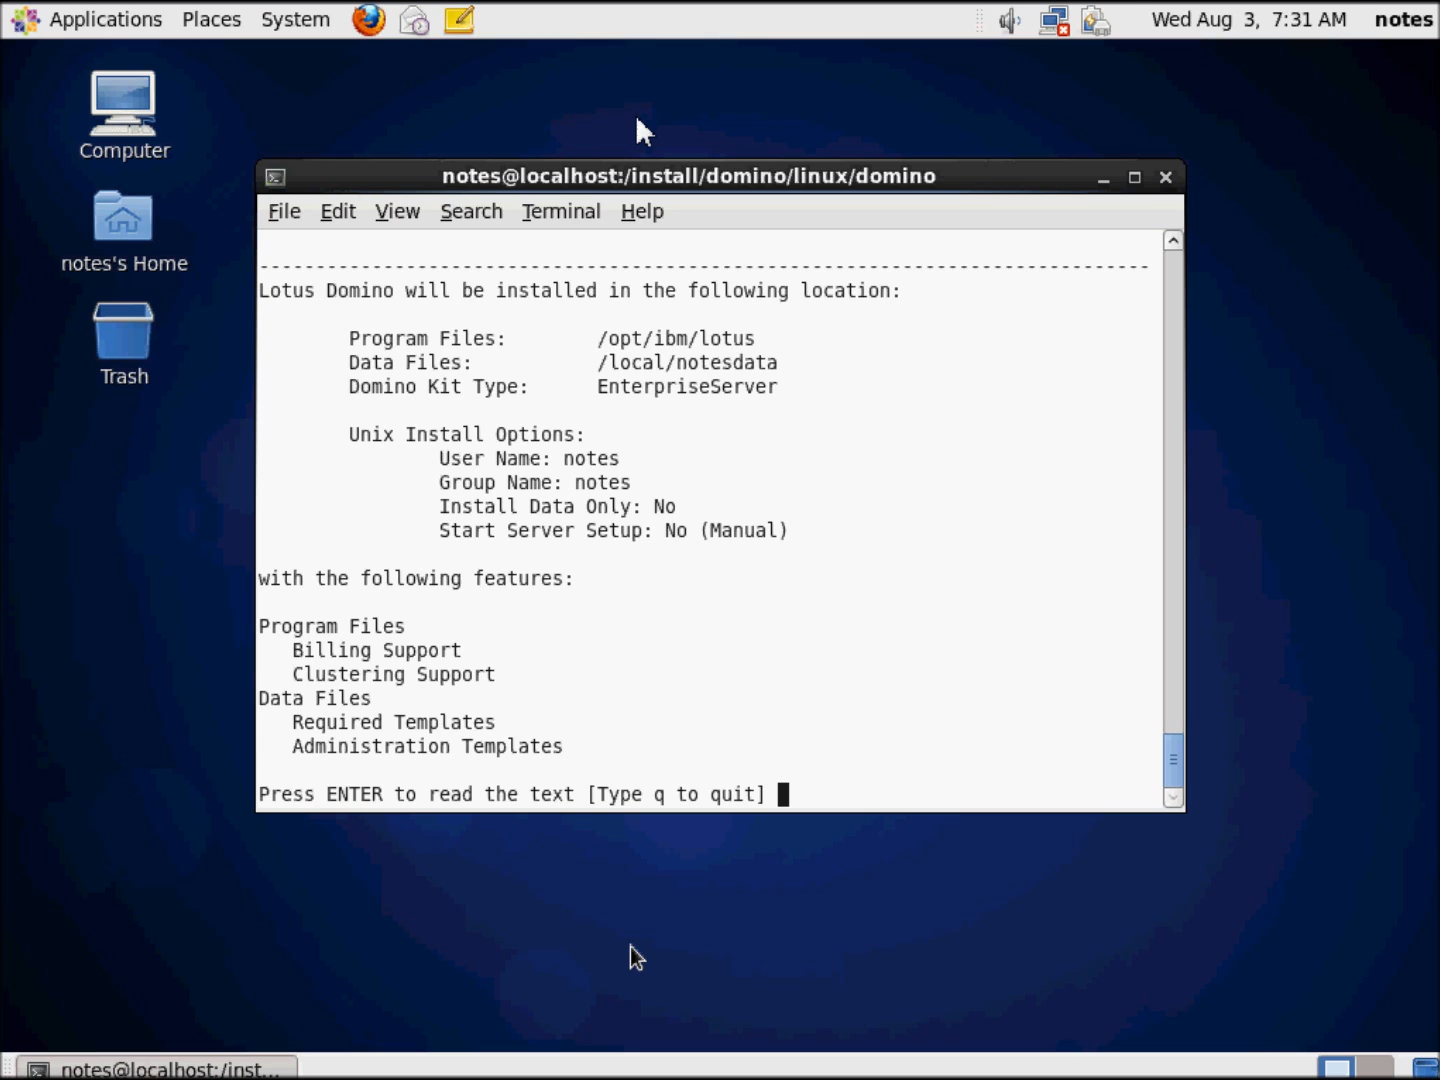 Applications Places System Wed Aug 3, 7:31 AM notes
Computer
notes's Home
Trash
notes@localhost:/install/domino/linux/domino
File Edit View Search Terminal Help
-------------------------------------------------------------------------------
Lotus Domino will be installed in the following location:
Program Files: /opt/ibm/lotus
Data Files: /local/notesdata
Domino Kit Type: EnterpriseServer
Unix Install Options:
User Name: notes
Group Name: notes
Install Data Only: No
Start Server Setup: No (Manual)
with the following features:
Program Files
Billing Support
Clustering Support
Data Files
Required Templates
Administration Templates
Press ENTER to read the text [Type q to quit]
notes@localhost:/inst...